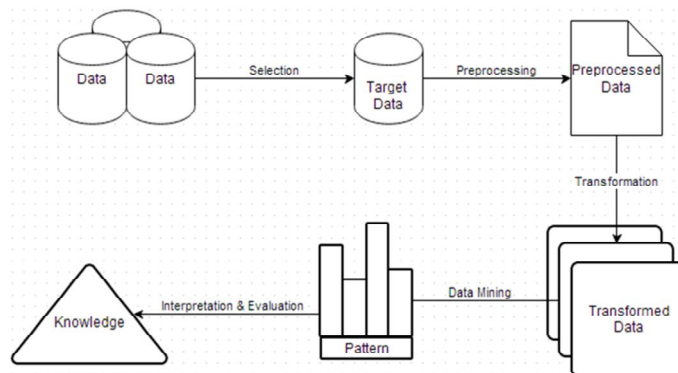 Data
Data
Selection
Target
Data
Preprocessing
Preprocessed
Data
Transformation
Transformed
Data
Data Mining
Pattern
Interpretation & Evaluation
Knowledge